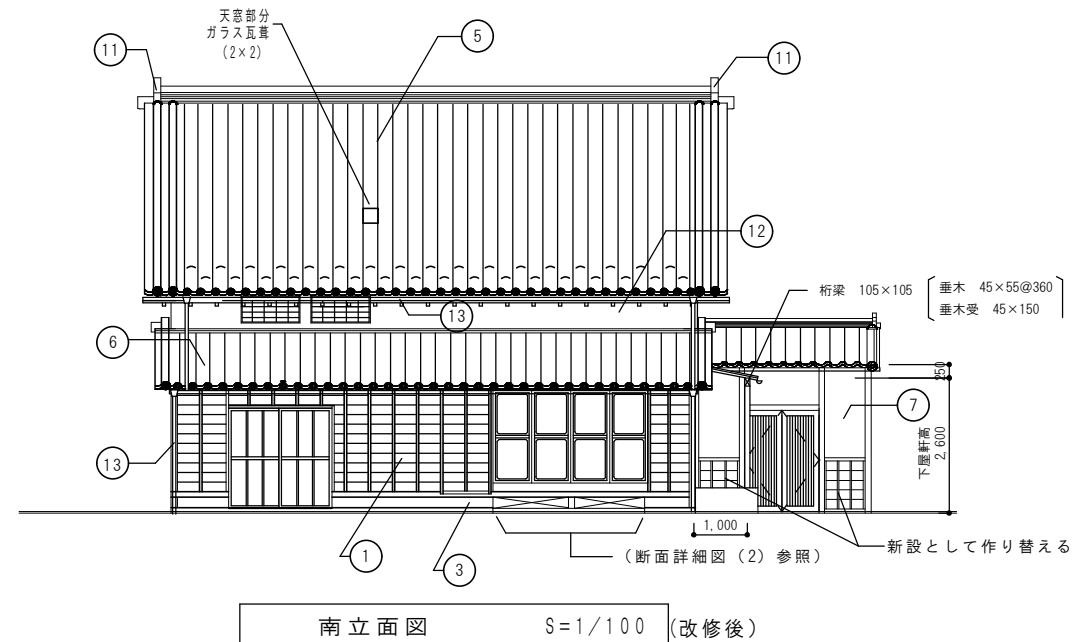 天窓部分
ガラス瓦葺
(2×2)
5
11
11
12
桁梁 105×105
垂木 45×55@360
垂木受 45×150
13
6
250
7
下屋軒高
2,600
13
1,000
1
3
(断面詳細図 (2) 参照)
新設として作り替える
南立面図 S=1/100 (改修後)